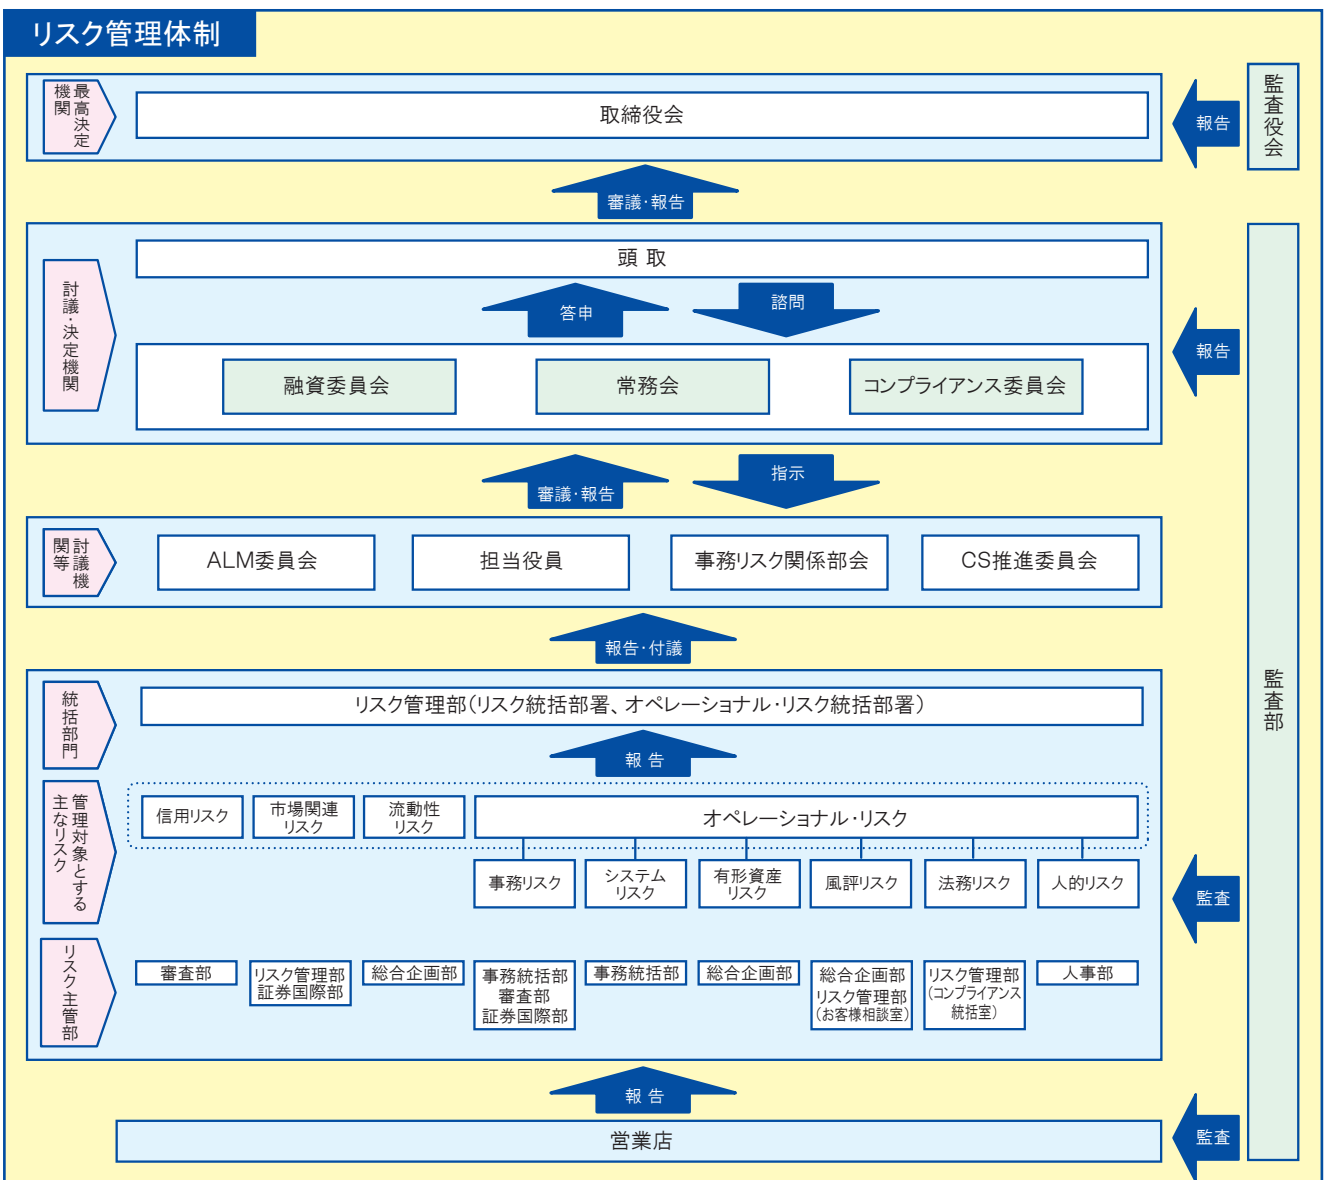 リスク管理体制
最高決定
機関
取締役会
報告
監査役会
審議・報告
討議・決定機関
頭 取
答申
諮問
融資委員会
常務会
コンプライアンス委員会
報告
審議・報告
指示
討議機
関等
ALM委員会
担当役員
事務リスク関係部会
CS推進委員会
報告・付議
監査部
統括部門
リスク管理部(リスク統括部署、オペレーショナル・リスク統括部署)
報 告
管理対象とする
主なリスク
信用リスク
市場関連
リスク
流動性
リスク
オペレーショナル・リスク
事務リスク
システム
リスク
有形資産
リスク
風評リスク
法務リスク
人的リスク
監査
リスク主管部
審査部
リスク管理部
証券国際部
総合企画部
事務統括部
審査部
証券国際部
事務統括部
総合企画部
総合企画部
リスク管理部
(お客様相談室)
リスク管理部
(コンプライアンス
統括室)
人事部
報 告
営業店
監査